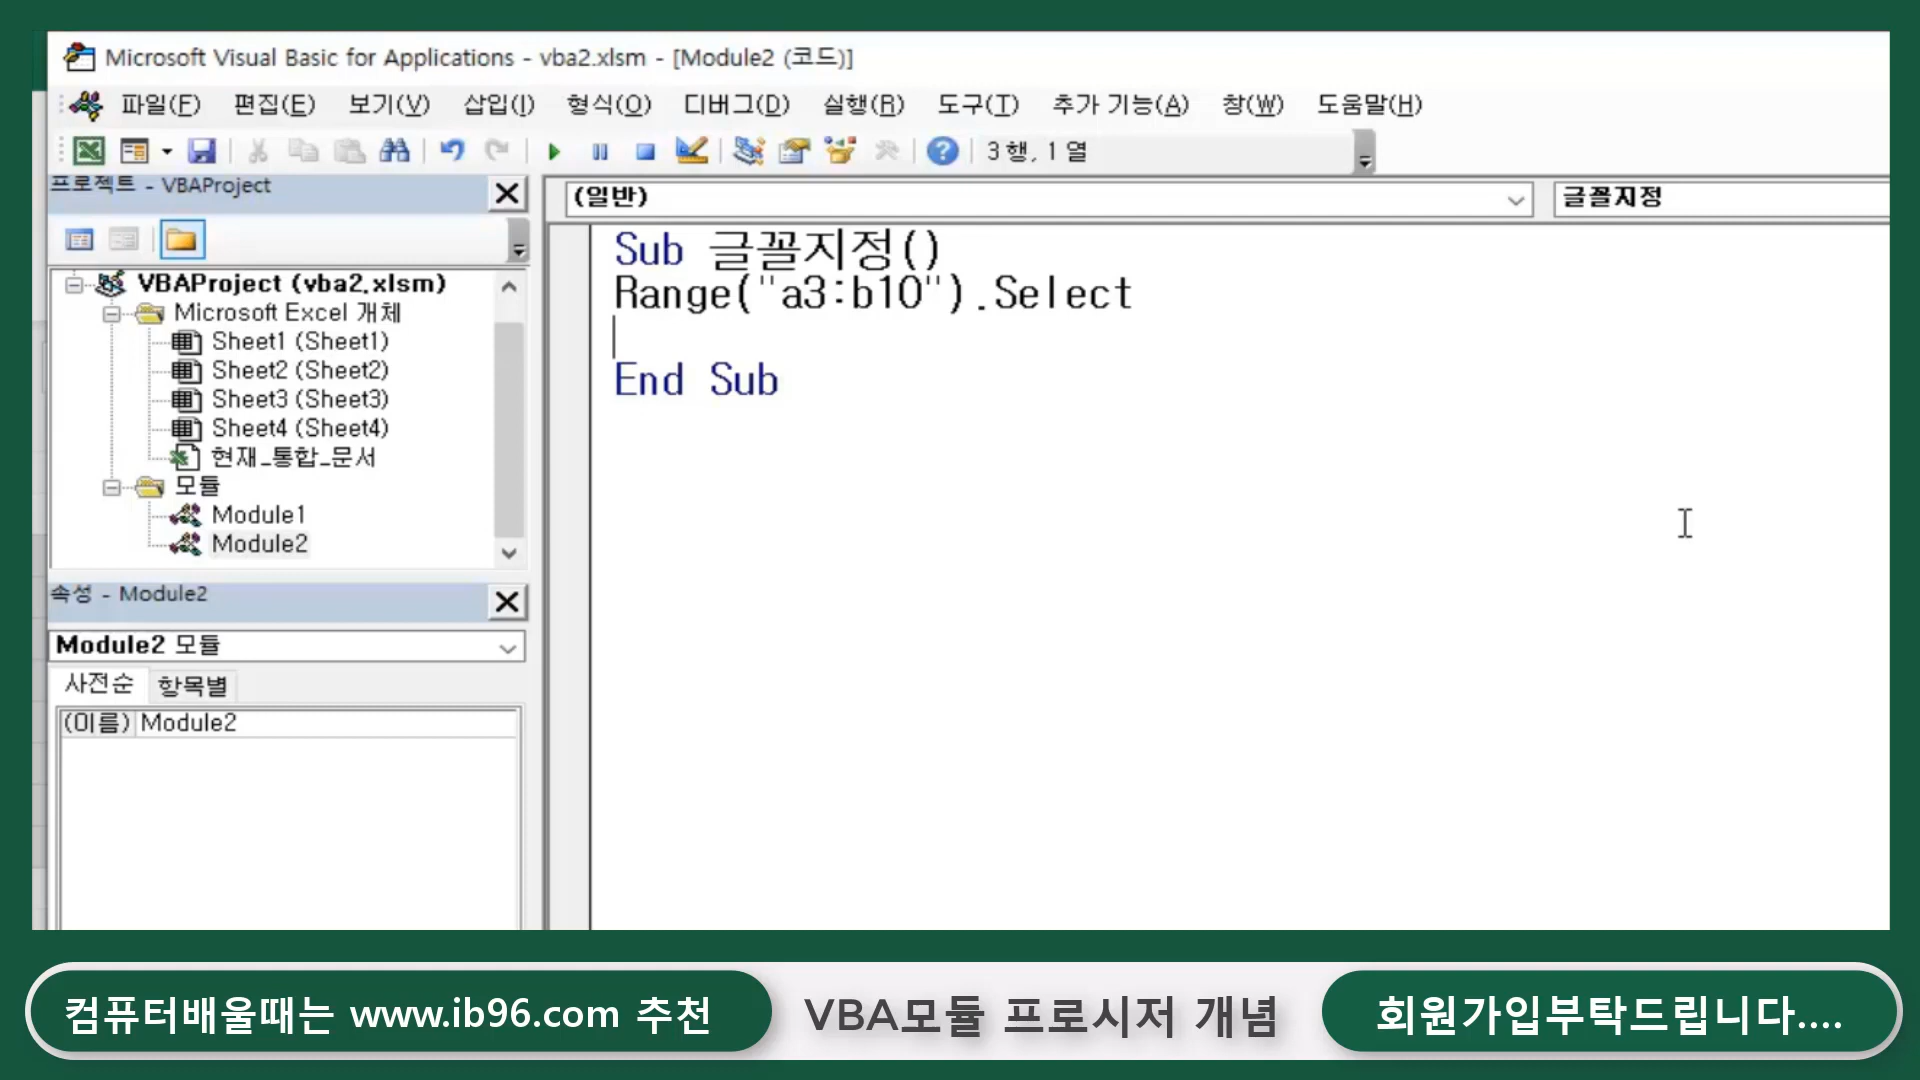 Microsoft Visual Basic for Applications - vba2.xlsm - [Module2 (코드)]
파일(F) 편집(E) 보기(V) 삽입(I) 형식(O) 디버그(D) 실행(R) 도구(T) 추가 기능(A) 창(W) 도움말(H)
3 행, 1 열
프로젝트 - VBAProject
VBAProject (vba2.xlsm)
Microsoft Excel 개체
Sheet1 (Sheet1)
Sheet2 (Sheet2)
Sheet3 (Sheet3)
Sheet4 (Sheet4)
현재_통합_문서
모듈
Module1
Module2
속성 - Module2
Module2 모듈
사전순 항목별
(이름) Module2
(일반) 글꼴지정
Sub 글꼴지정()
Range("a3:b10").Select
End Sub
컴퓨터배울때는 www.ib96.com 추천
VBA모듈 프로시저 개념
회원가입부탁드립니다....